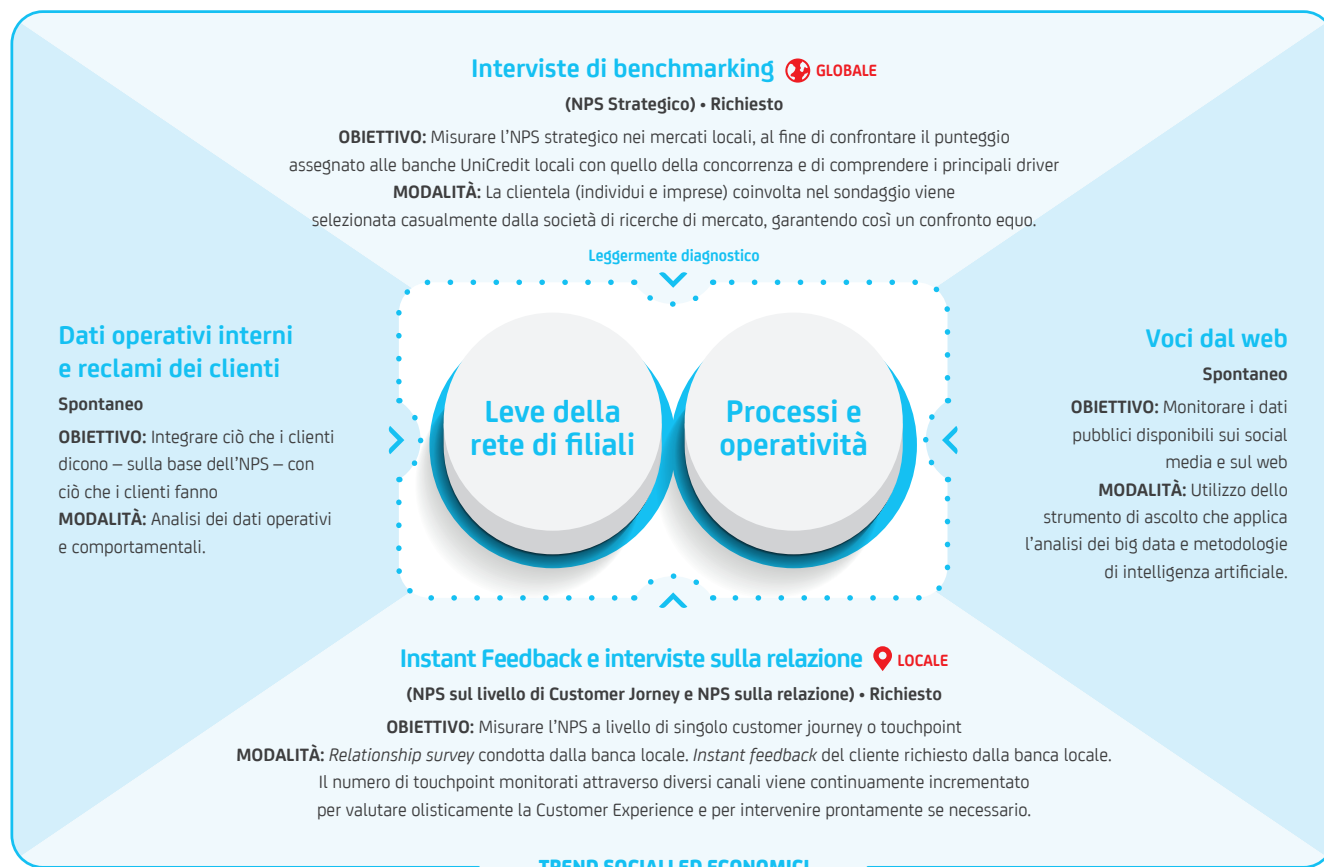 Interviste di benchmarking GLOBALE
(NPS Strategico) • Richiesto
OBIETTIVO: Misurare l’NPS strategico nei mercati locali, al fine di confrontare il punteggio
assegnato alle banche UniCredit locali con quello della concorrenza e di comprendere i principali driver
MODALITÀ: La clientela (individui e imprese) coinvolta nel sondaggio viene
selezionata casualmente dalla società di ricerche di mercato, garantendo così un confronto equo.
Leggermente diagnostico
Dati operativi interni
e reclami dei clienti
Spontaneo
OBIETTIVO: Integrare ciò che i clienti
dicono – sulla base dell’NPS – con
ciò che i clienti fanno
MODALITÀ: Analisi dei dati operativi
e comportamentali.
Leve della
rete di filiali
Processi e
operatività
Voci dal web
Spontaneo
OBIETTIVO: Monitorare i dati
pubblici disponibili sui social
media e sul web
MODALITÀ: Utilizzo dello
strumento di ascolto che applica
l’analisi dei big data e metodologie
di intelligenza artificiale.
Instant Feedback e interviste sulla relazione LOCALE
(NPS sul livello di Customer Jorney e NPS sulla relazione) • Richiesto
OBIETTIVO: Misurare l’NPS a livello di singolo customer journey o touchpoint
MODALITÀ: Relationship survey condotta dalla banca locale. Instant feedback del cliente richiesto dalla banca locale.
Il numero di touchpoint monitorati attraverso diversi canali viene continuamente incrementato
per valutare olisticamente la Customer Experience e per intervenire prontamente se necessario.
TREND SOCIALI ED ECONOMICI